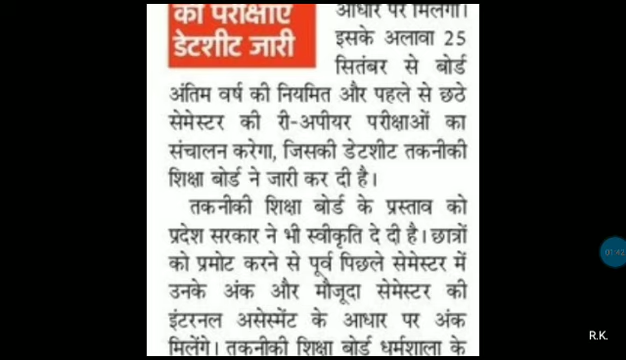 की परीक्षाएं
डेटशीट जारी
आधार पर मिलेगी।
इसके अलावा 25
सितंबर से बोर्ड
अंतिम वर्ष की नियमित और पहले से छठे
सेमेस्टर की री-अपीयर परीक्षाओं का
संचालन करेगा, जिसकी डेटशीट तकनीकी
शिक्षा बोर्ड ने जारी कर दी है।
तकनीकी शिक्षा बोर्ड के प्रस्ताव को
प्रदेश सरकार ने भी स्वीकृति दे दी है। छात्रों
को प्रमोट करने से पूर्व पिछले सेमेस्टर में
उनके अंक और मौजूदा सेमेस्टर की
इंटरनल असेस्मेंट के आधार पर अंक
मिलेंगे। तकनीकी शिक्षा बोर्ड धर्मशाला के
01:42
R.K.